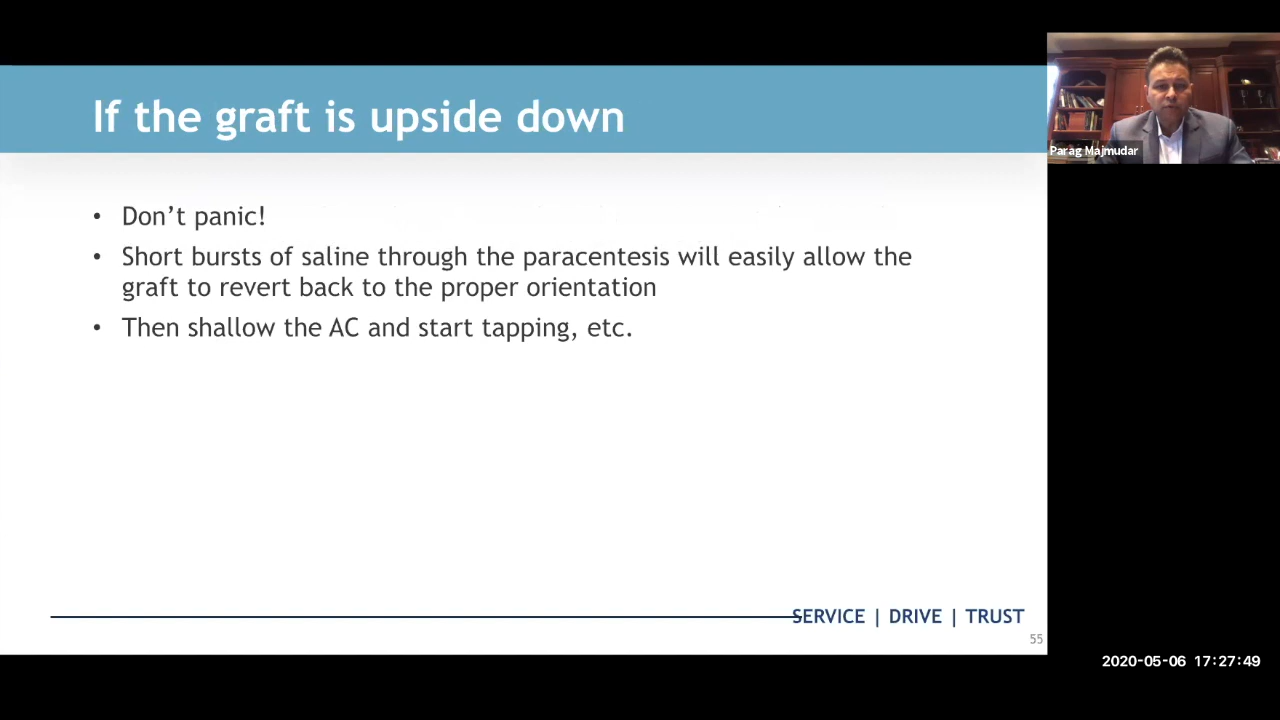 If the graft is upside down
Parag Majmudar
• Don’t panic!
• Short bursts of saline through the paracentesis will easily allow the
graft to revert back to the proper orientation
• Then shallow the AC and start tapping, etc.
SERVICE | DRIVE | TRUST
55
2020-05-06 17:27:49